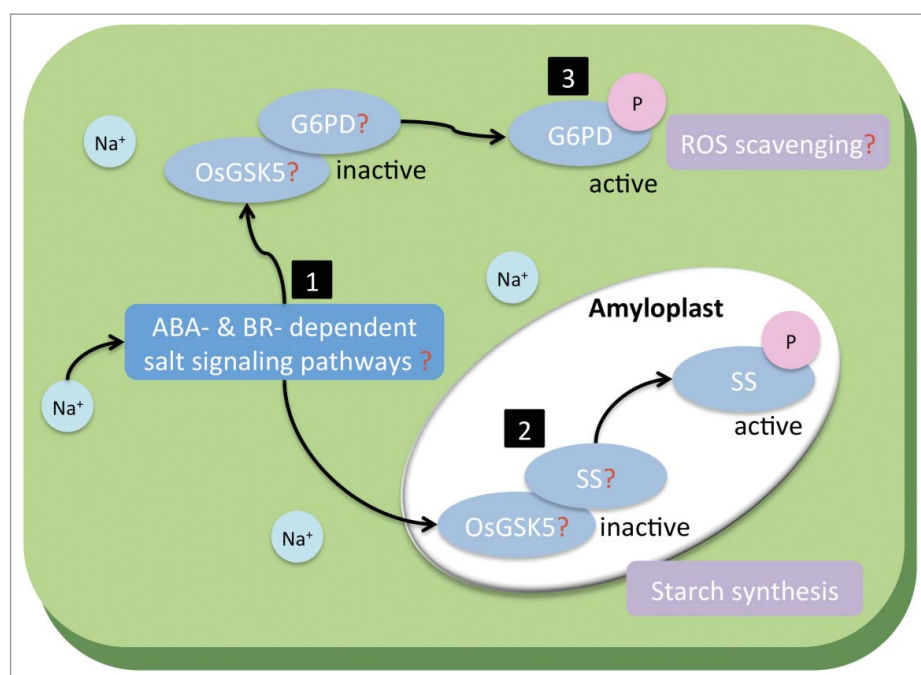 3
P
G6PD?
G6PD
Na⁺
ROS scavenging?
OsGSK5?
inactive
active
1
Na⁺
Amyloplast
ABA- & BR- dependent
salt signaling pathways ?
P
SS
Na⁺
active
2
SS?
OsGSK5?
inactive
Na⁺
Starch synthesis